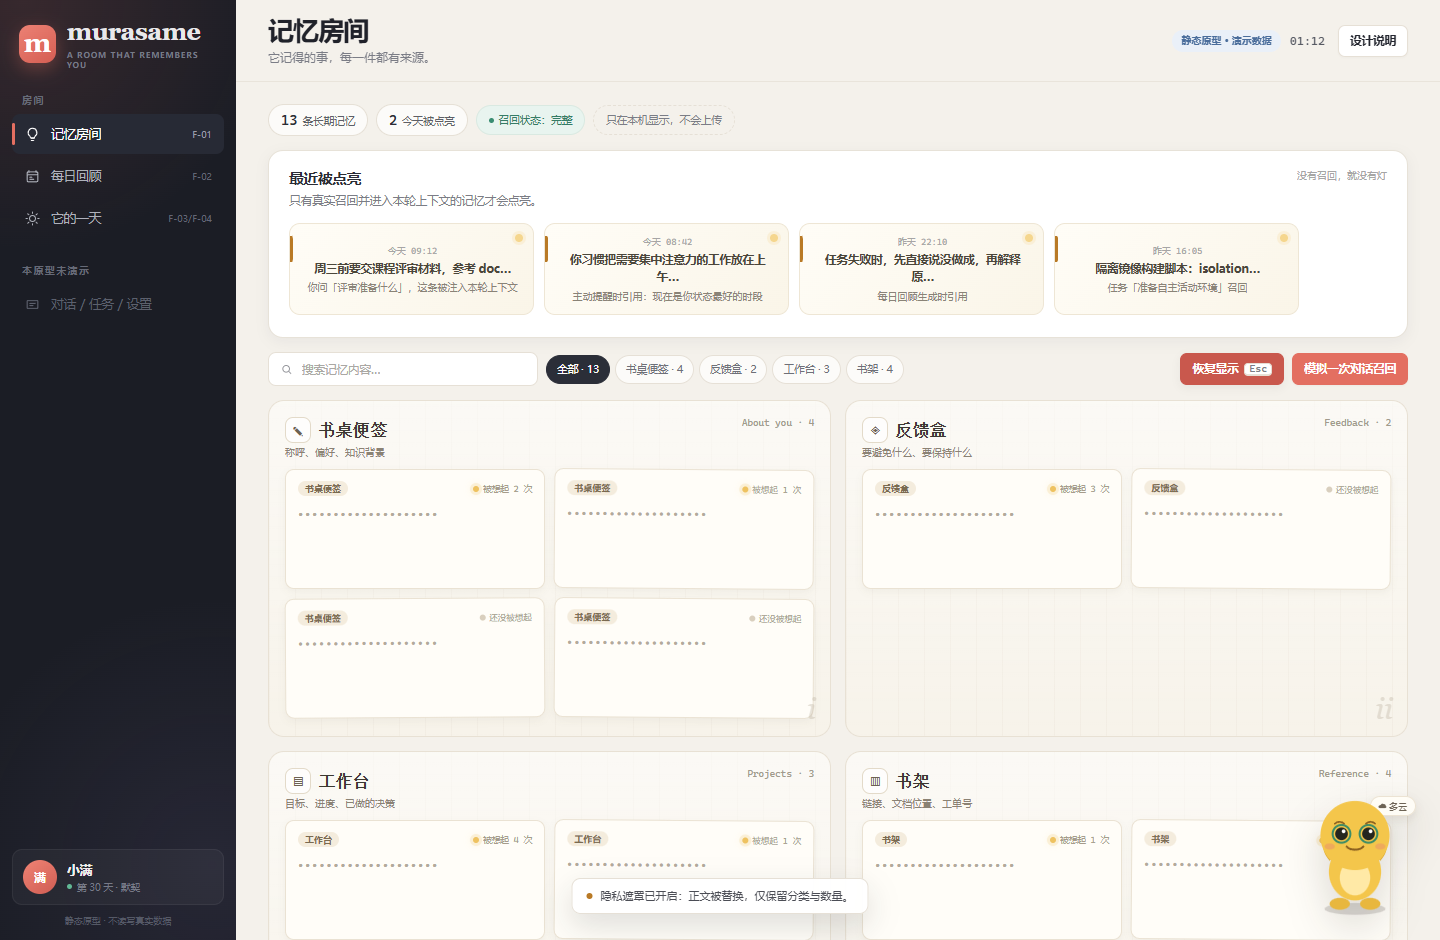 m
murasame
A ROOM THAT REMEMBERS
YOU
房间
记忆房间
F-01
每日回顾
F-02
它的一天
F-03/F-04
本原型未演示
对话 / 任务 / 设置
满
小满
第 30 天 · 默契
静态原型 · 不读写真实数据
记忆房间
它记得的事，每一件都有来源。
静态原型 • 演示数据
01:12
设计说明
13 条长期记忆
2 今天被点亮
召回状态：完整
只在本机显示，不会上传
最近被点亮
没有召回，就没有灯
只有真实召回并进入本轮上下文的记忆才会点亮。
今天 09:12
周三前要交课程评审材料，参考 doc…
你问「评审准备什么」，这条被注入本轮上下文
今天 08:42
你习惯把需要集中注意力的工作放在上
午…
主动提醒时引用：现在是你状态最好的时段
昨天 22:10
任务失败时，先直接说没做成，再解释
原…
每日回顾生成时引用
昨天 16:05
隔离镜像构建脚本：isolation…
任务「准备自主活动环境」召回
搜索记忆内容…
全部 · 13
书桌便签 · 4
反馈盒 · 2
工作台 · 3
书架 · 4
恢复显示 Esc
模拟一次对话召回
书桌便签
About you · 4
称呼、偏好、知识背景
书桌便签
被想起 2 次
••••••••••••••••••••
书桌便签
被想起 1 次
••••••••••••••••••••
书桌便签
还没被想起
••••••••••••••••••••
书桌便签
还没被想起
••••••••••••••••••••
i
反馈盒
Feedback · 2
要避免什么、要保持什么
反馈盒
被想起 3 次
••••••••••••••••••••
反馈盒
还没被想起
••••••••••••••••••••
ii
工作台
Projects · 3
目标、进度、已做的决策
工作台
被想起 4 次
••••••••••••••••••••
工作台
被想起 1 次
••••••••••••••••••••
书架
Reference · 4
链接、文档位置、工单号
书架
被想起 1 次
••••••••••••••••••••
书架
••••••••••••••••••••
多云
隐私遮罩已开启：正文被替换，仅保留分类与数量。